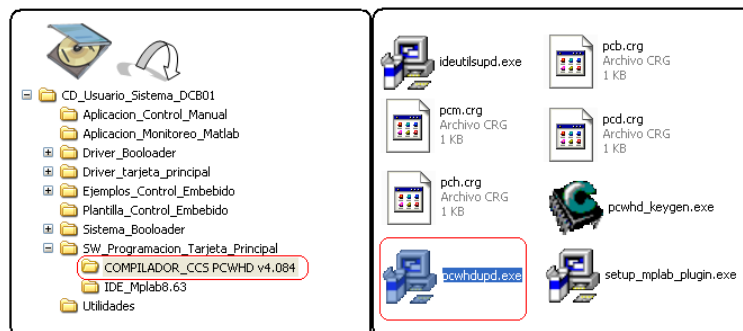 CD_Usuario_Sistema_DCB01
Aplicacion_Control_Manual
Aplicacion_Monitoreo_Matlab
Driver_Booloader
Driver_tarjeta_principal
Ejemplos_Control_Embebido
Plantilla_Control_Embebido
Sistema_Booloader
SW_Programacion_Tarjeta_Principal
COMPILADOR_CCS PCWHD v4.084
IDE_Mplab8.63
Utilidades
ideutilsupd.exe
pcb.crg
Archivo CRG
1 KB
pcm.crg
Archivo CRG
1 KB
pcd.crg
Archivo CRG
1 KB
pch.crg
Archivo CRG
1 KB
pcwhd_keygen.exe
pcwhdupd.exe
setup_mplab_plugin.exe